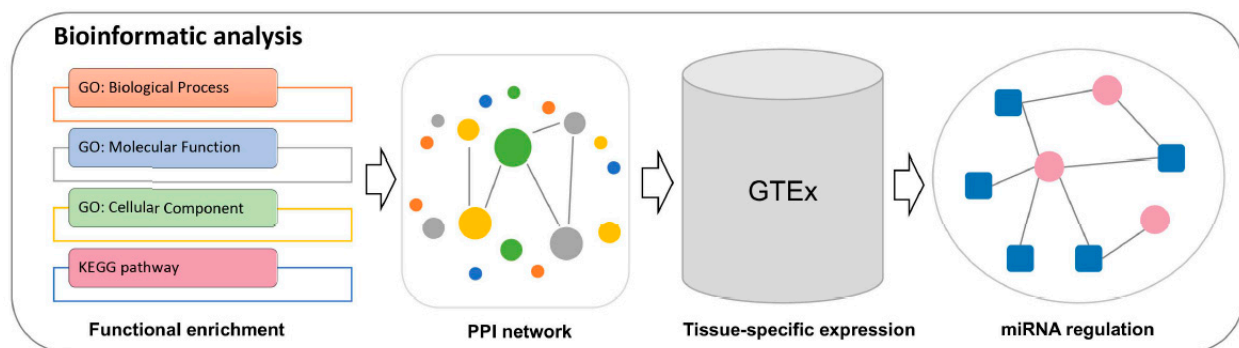 Bioinformatic analysis
GO: Biological Process
GO: Molecular Function
GO: Cellular Component
KEGG pathway
Functional enrichment
PPI network
GTEx
Tissue-specific expression
miRNA regulation